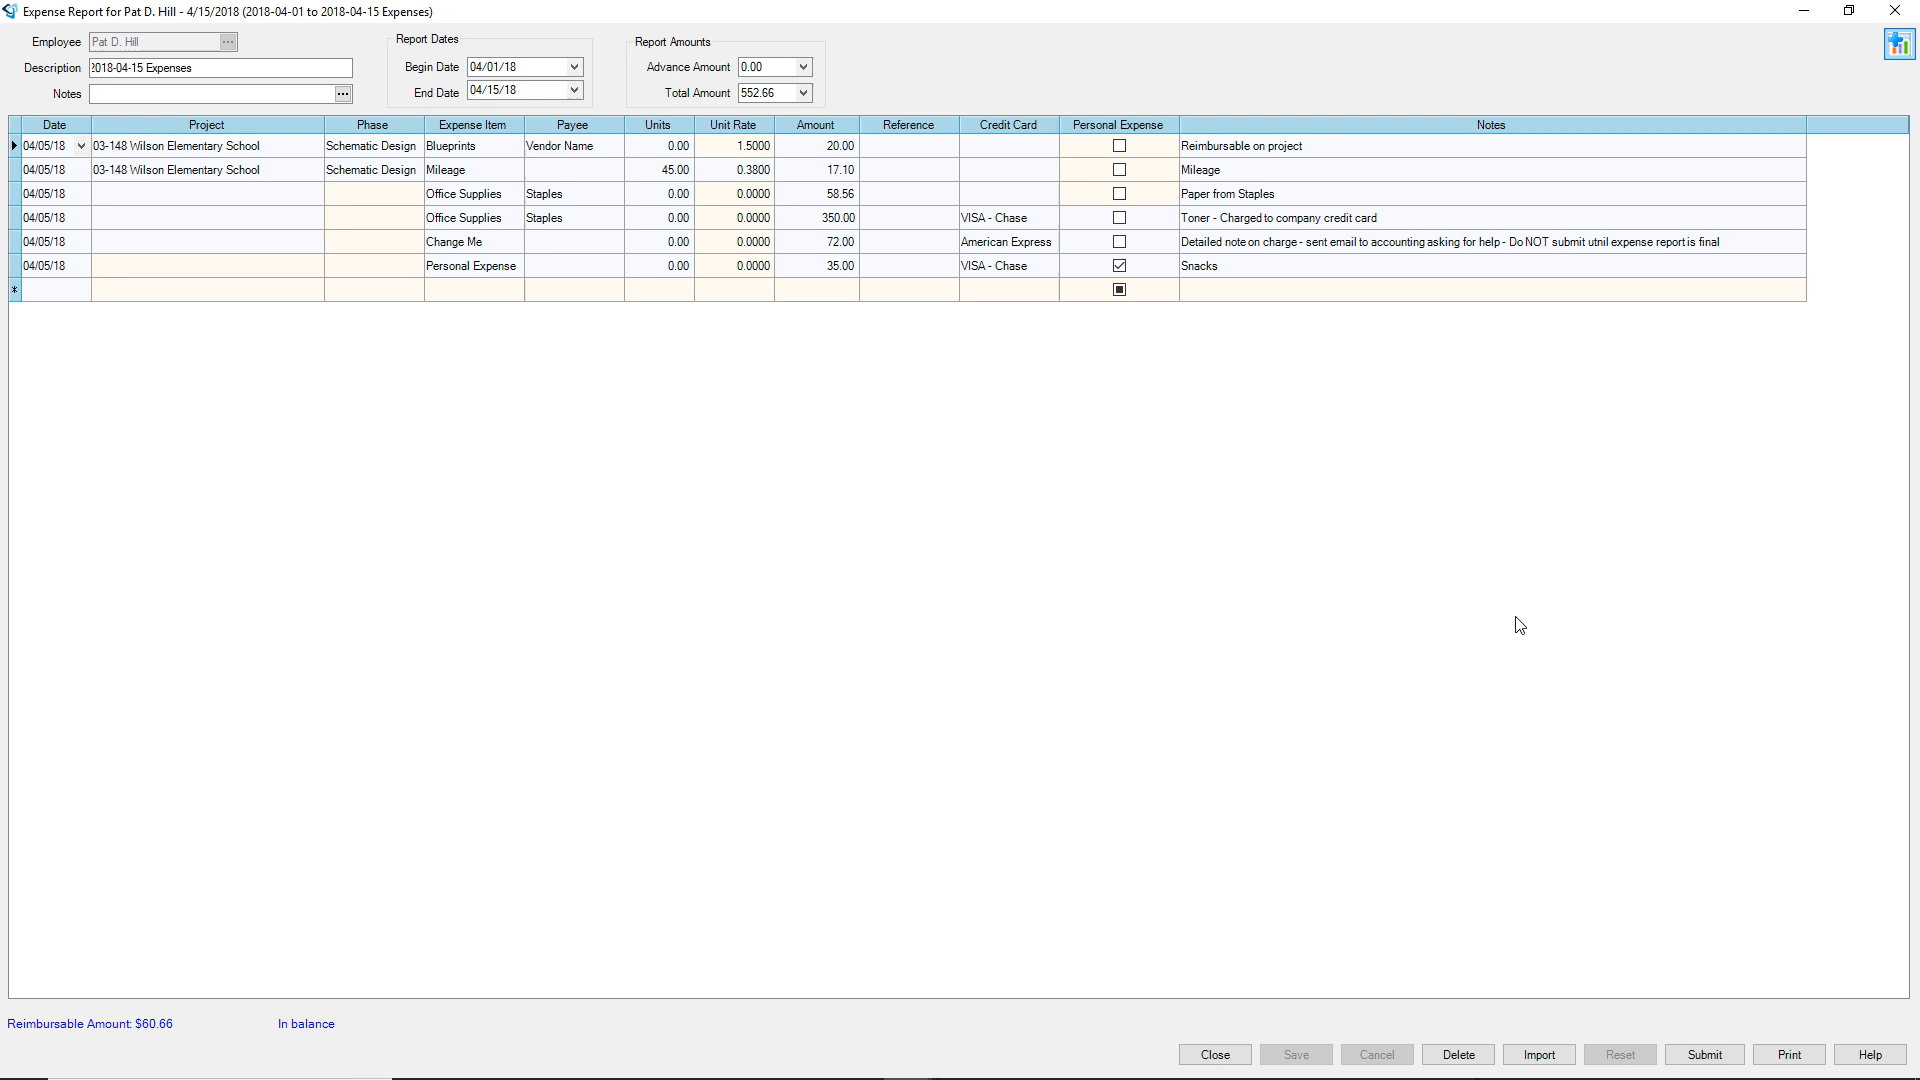 Expense Report for Pat D. Hill - 4/15/2018 (2018-04-01 to 2018-04-15 Expenses)
Employee Pat D. Hill ...
Description 2018-04-15 Expenses
Notes ...
Report Dates
Begin Date 04/01/18
End Date 04/15/18
Report Amounts
Advance Amount 0.00
Total Amount 552.66
Date Project Phase Expense Item Payee Units Unit Rate Amount Reference Credit Card Personal Expense Notes
04/05/18 03-148 Wilson Elementary School Schematic Design Blueprints Vendor Name 0.00 1.5000 20.00 Reimbursable on project
04/05/18 03-148 Wilson Elementary School Schematic Design Mileage 45.00 0.3800 17.10 Mileage
04/05/18 Office Supplies Staples 0.00 0.0000 58.56 Paper from Staples
04/05/18 Office Supplies Staples 0.00 0.0000 350.00 VISA - Chase Toner - Charged to company credit card
04/05/18 Change Me 0.00 0.0000 72.00 American Express Detailed note on charge - sent email to accounting asking for help - Do NOT submit utnil expense report is final
04/05/18 Personal Expense 0.00 0.0000 35.00 VISA - Chase Snacks
*
Reimbursable Amount: $60.66 In balance
Close Save Cancel Delete Import Reset Submit Print Help